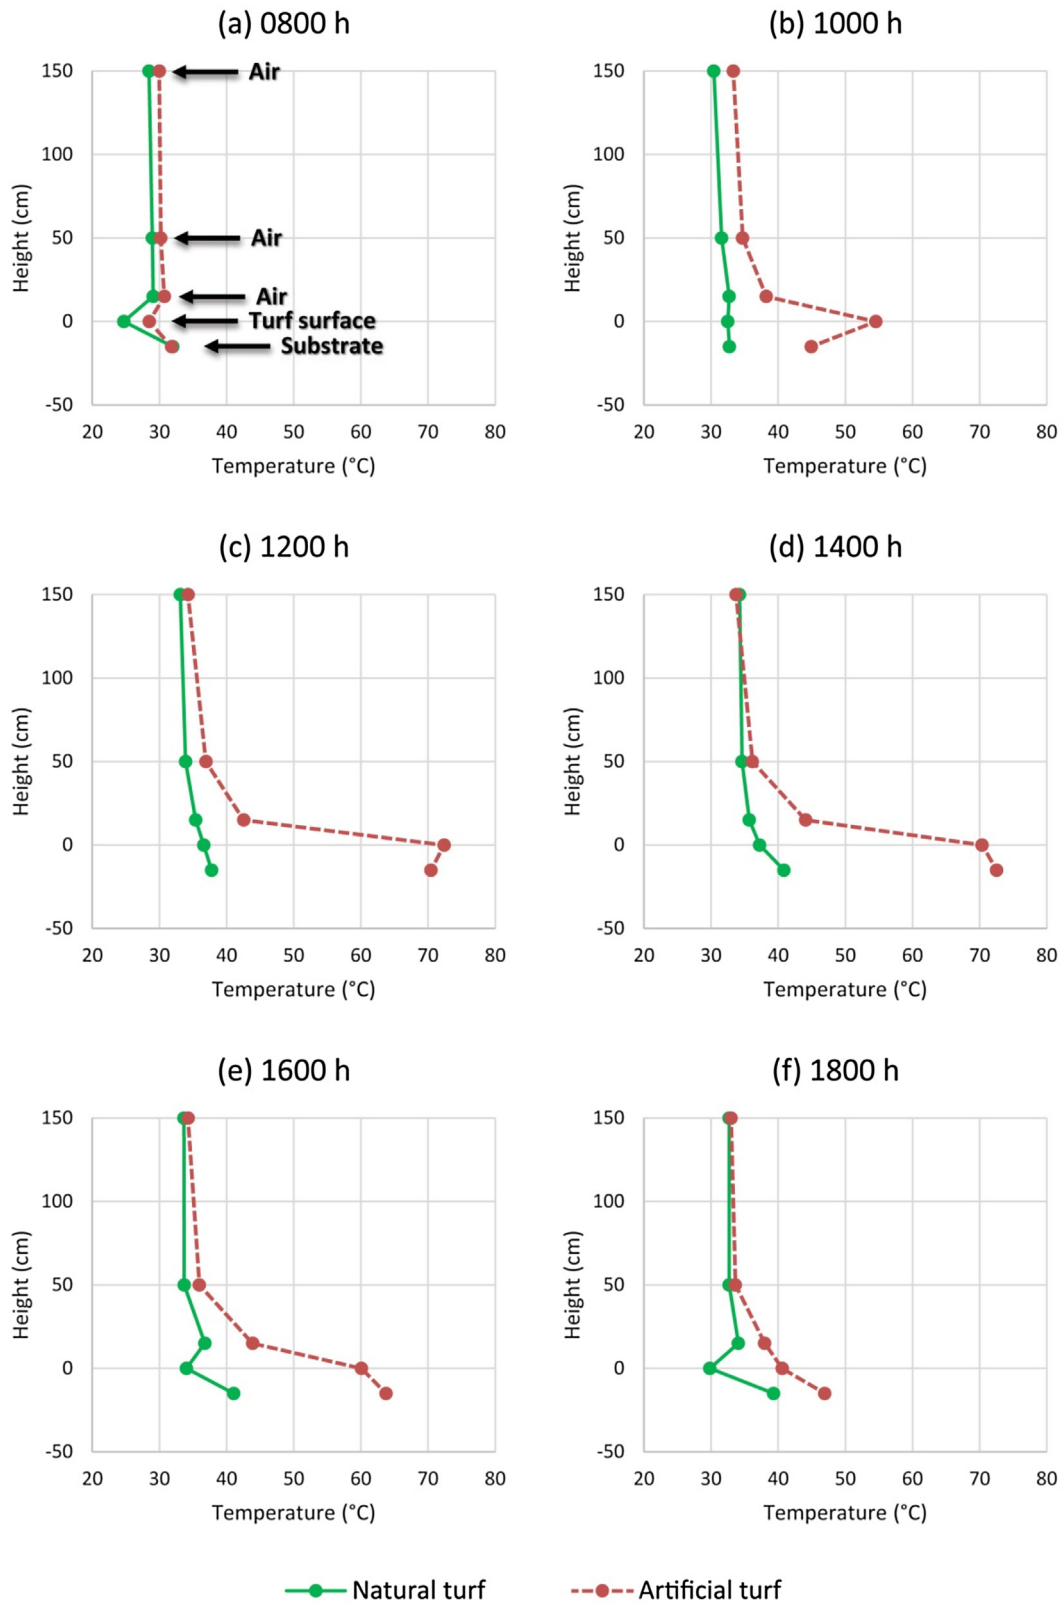 (a) 0800 h
150
100
50
0
-50
Height (cm)
Air
Air
Air
Turf surface
Substrate
20 30 40 50 60 70 80
Temperature (°C)
(b) 1000 h
150
100
50
0
-50
Height (cm)
20 30 40 50 60 70 80
Temperature (°C)
(c) 1200 h
150
100
50
0
-50
Height (cm)
20 30 40 50 60 70 80
Temperature (°C)
(d) 1400 h
150
100
50
0
-50
Height (cm)
20 30 40 50 60 70 80
Temperature (°C)
(e) 1600 h
150
100
50
0
-50
Height (cm)
20 30 40 50 60 70 80
Temperature (°C)
(f) 1800 h
150
100
50
0
-50
Height (cm)
20 30 40 50 60 70 80
Temperature (°C)
Natural turf
Artificial turf